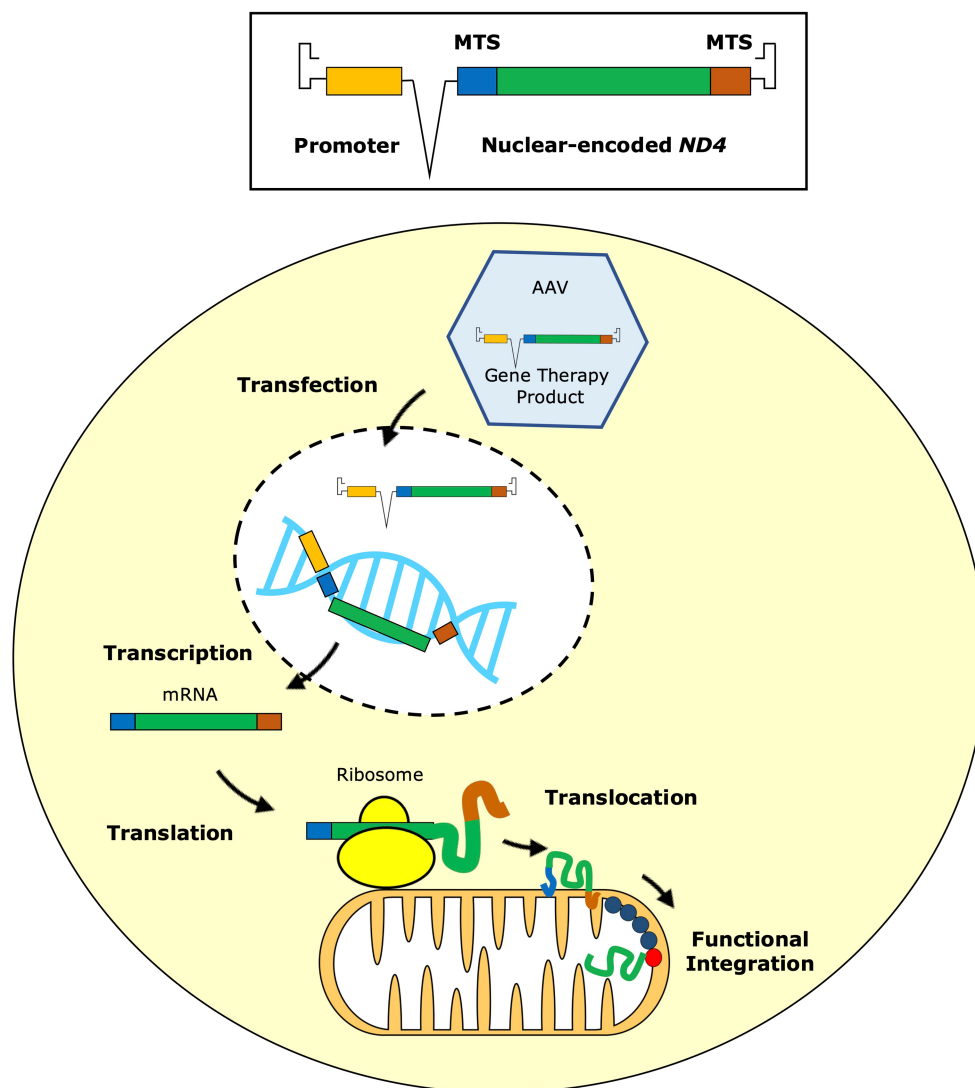 MTS
MTS
Promoter
Nuclear-encoded ND4
AAV
Gene Therapy
Product
Transfection
Transcription
mRNA
Ribosome
Translocation
Translation
Functional
Integration